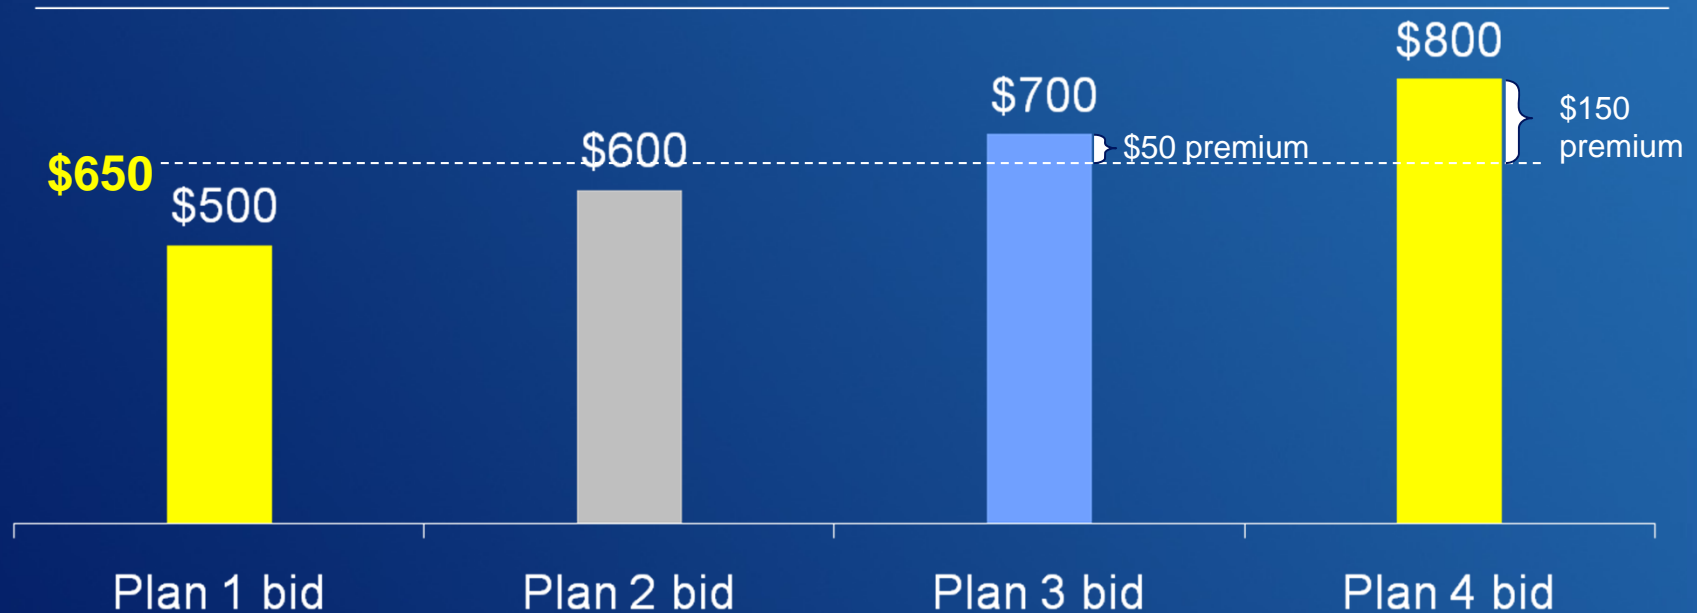 $800
$700
$150
premium
$600
$50 premium
$650
$500
Plan 1 bid
Plan 2 bid
Plan 3 bid
Plan 4 bid